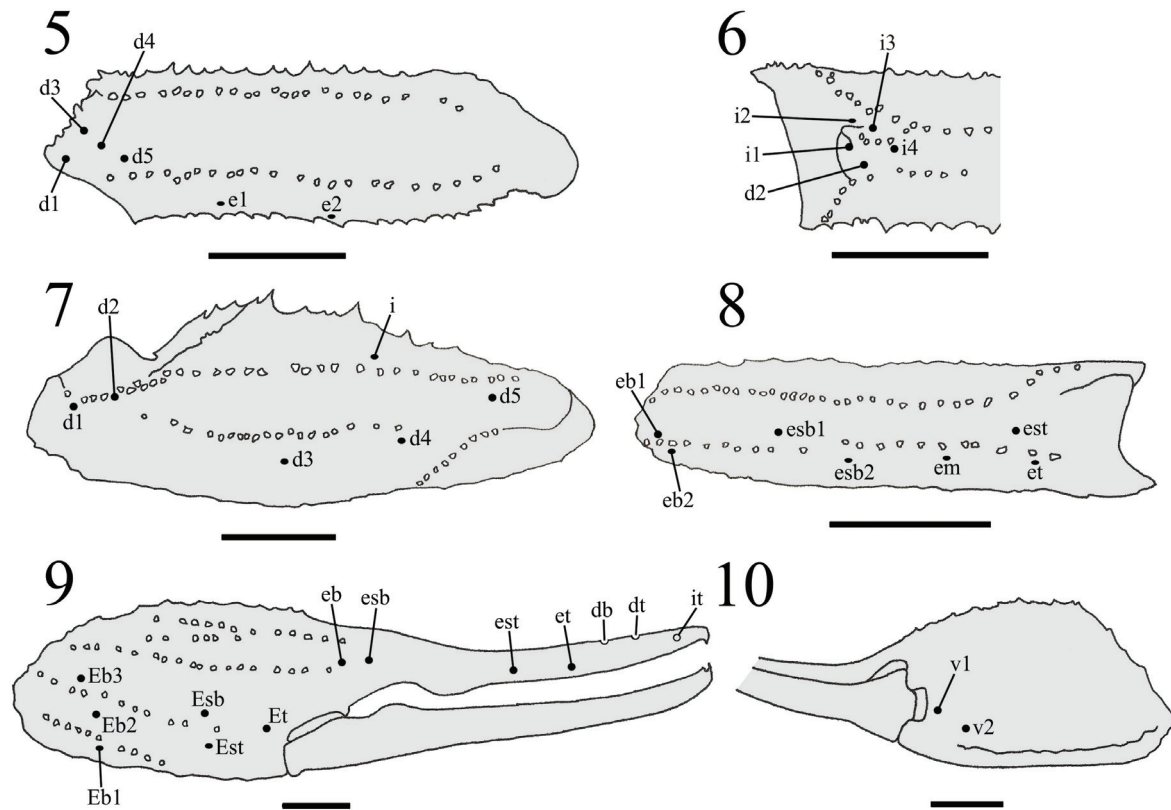 5
d4
d3
d5
d1
e1
e2
6
i3
i2
i1
i4
d2
7
d2
i
d1
d5
d4
d3
8
eb1
esb1
est
eb2
esb2
em
et
9
eb
esb
est
et
db
dt
it
Eb3
Esb
Eb2
Et
Est
Eb1
10
v1
v2